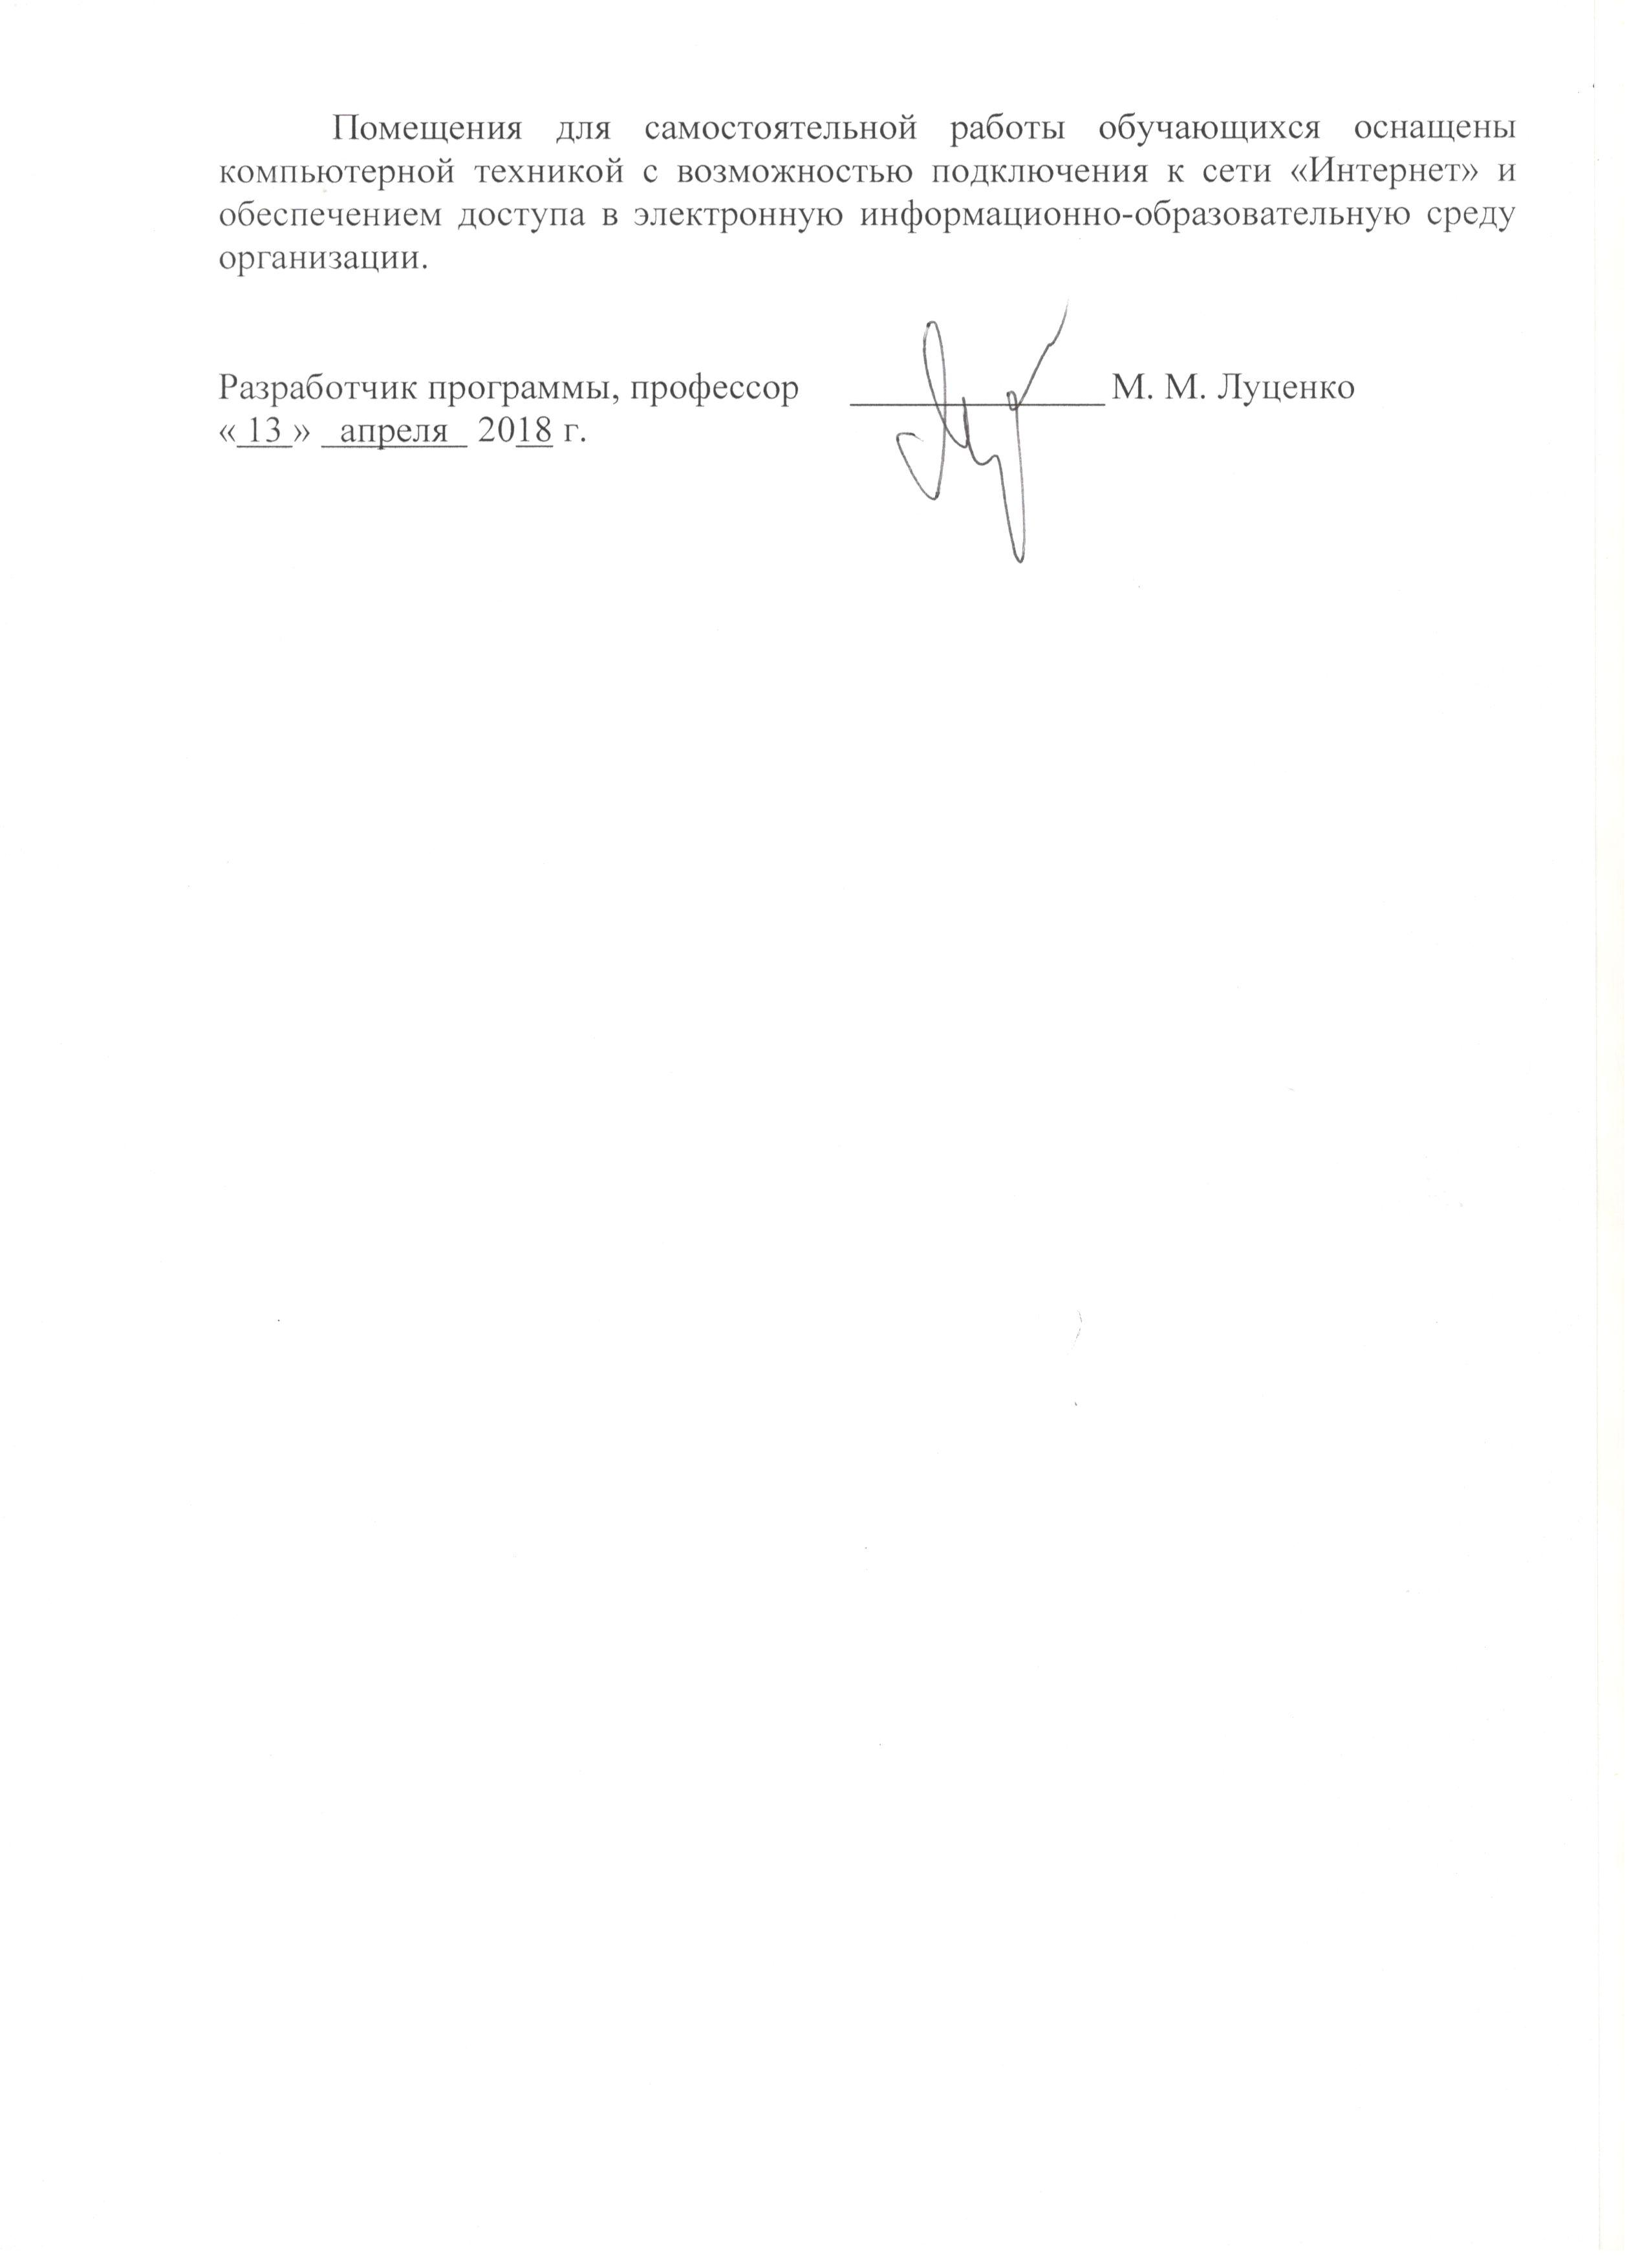 Помещения для самостоятельной работы обучающихся оснащены
компьютерной техникой с возможностью подключения к сети «Интернет» и
обеспечением доступа в электронную информационно-образовательную среду
организации.
Разработчик программы, профессор ______________ М. М. Луценко
« 13 » апреля 2018 г.